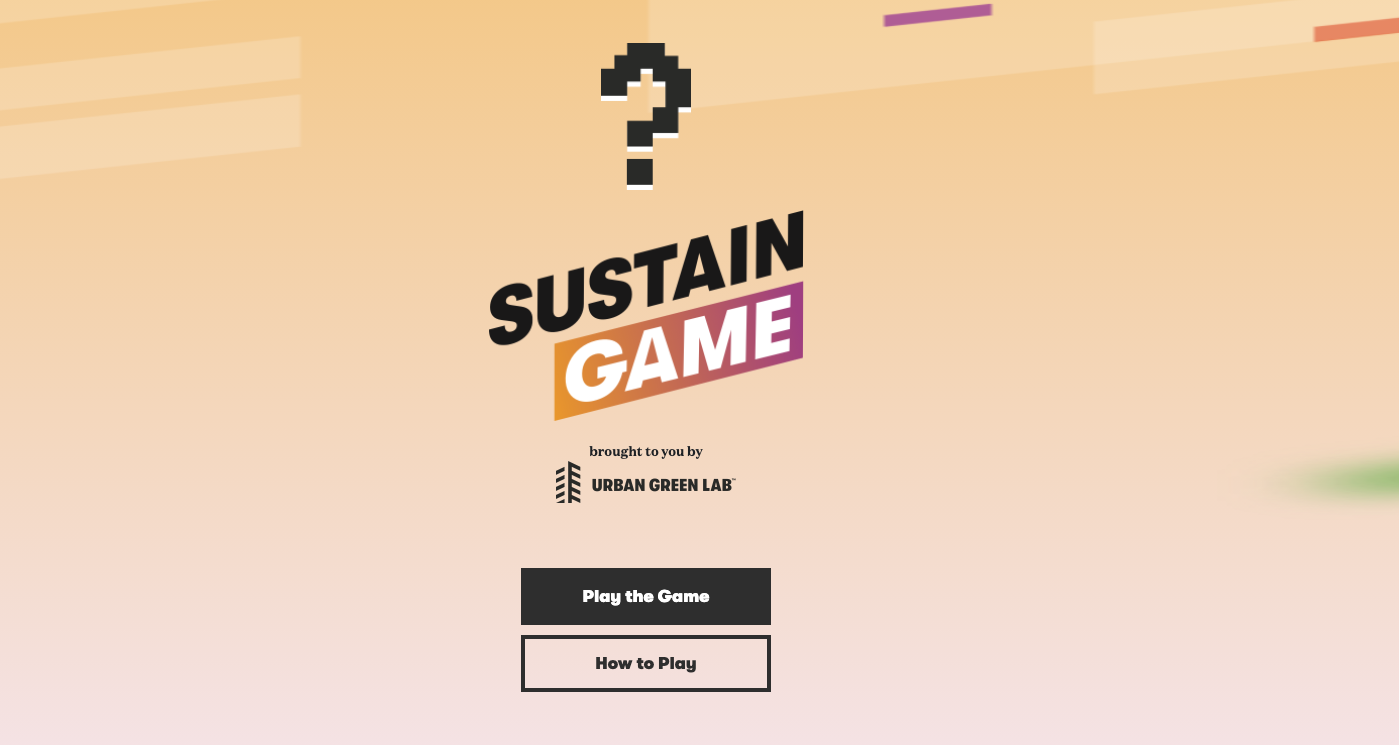 ?
SUSTAIN
GAME
brought to you by
URBAN GREEN LAB™
Play the Game
How to Play